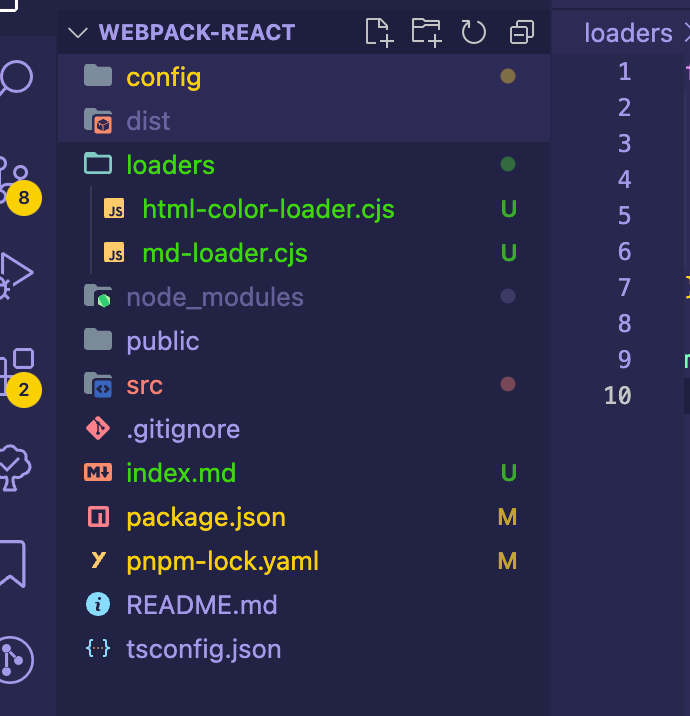 WEBPACK-REACT
loaders
config
dist
loaders
JS html-color-loader.cjs U
JS md-loader.cjs U
node_modules
public
src
.gitignore
M index.md U
package.json M
Y pnpm-lock.yaml M
i README.md
{··} tsconfig.json
8
2
1
2
3
4
5
6
7
8
9
10